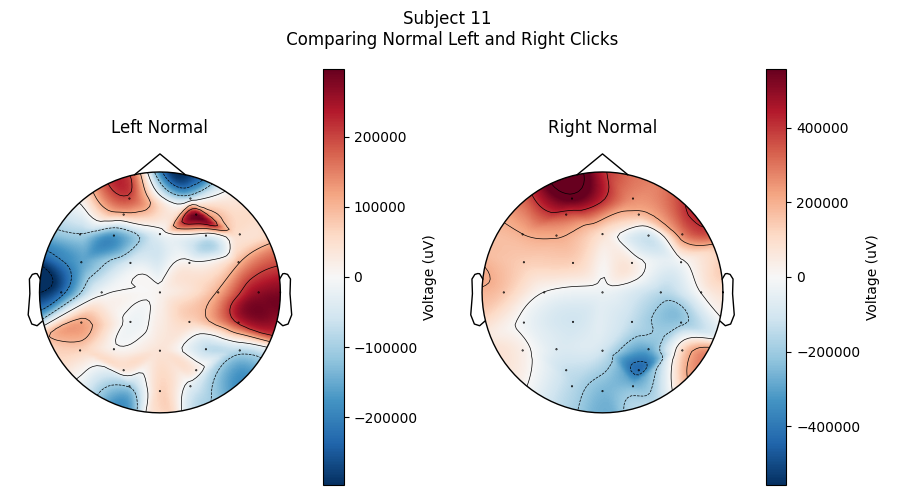 Subject 11
Comparing Normal Left and Right Clicks
Left Normal
200000
100000
0
−100000
−200000
Voltage (uV)
Right Normal
400000
200000
0
−200000
−400000
Voltage (uV)